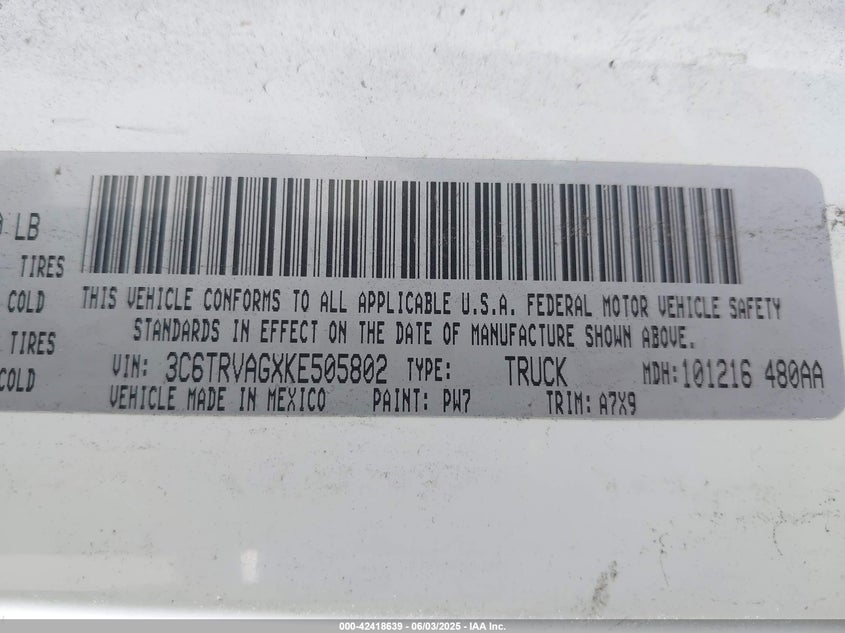 LB
TIRES
COLD
TIRES
COLD
THIS VEHICLE CONFORMS TO ALL APPLICABLE U.S.A. FEDERAL MOTOR VEHICLE SAFETY
STANDARDS IN EFFECT ON THE DATE OF MANUFACTURE SHOWN ABOVE.
VIN: 3C6TRVAGXKE505802 TYPE: TRUCK MDH:101216 480AA
VEHICLE MADE IN MEXICO PAINT: PW7 TRIM: A7X9
000-42418639 - 06/03/2025 - IAA Inc.